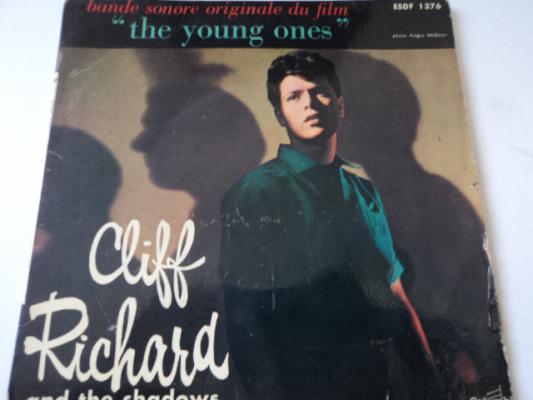 bande sonore originale du film
ESDF 1376
"the young ones"
photo Angus McBean
Cliff
Richard
and the shadows